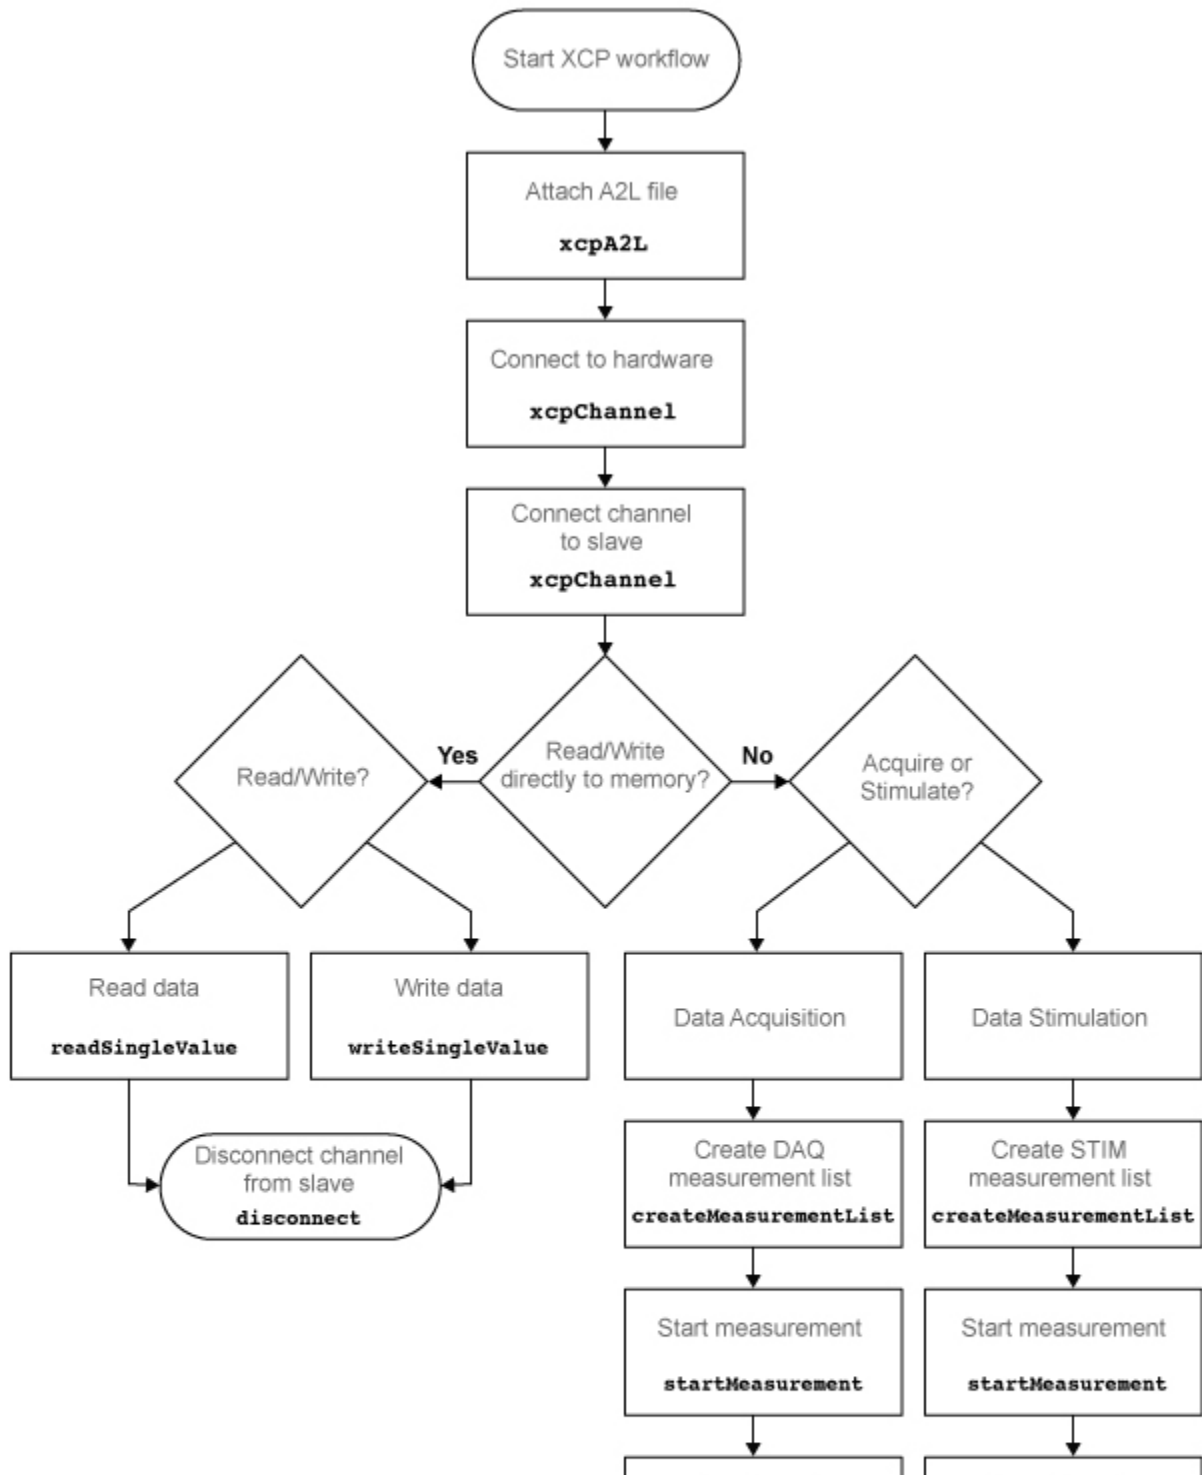 Start XCP workflow
Attach A2L file
xcpA2L
Connect to hardware
xcpChannel
Connect channel
to slave
xcpChannel
Read/Write?
Yes
Read/Write
directly to memory?
No
Acquire or
Stimulate?
Read data
readSingleValue
Write data
writeSingleValue
Disconnect channel
from slave
disconnect
Data Acquisition
Data Stimulation
Create DAQ
measurement list
createMeasurementList
Create STIM
measurement list
createMeasurementList
Start measurement
startMeasurement
Start measurement
startMeasurement